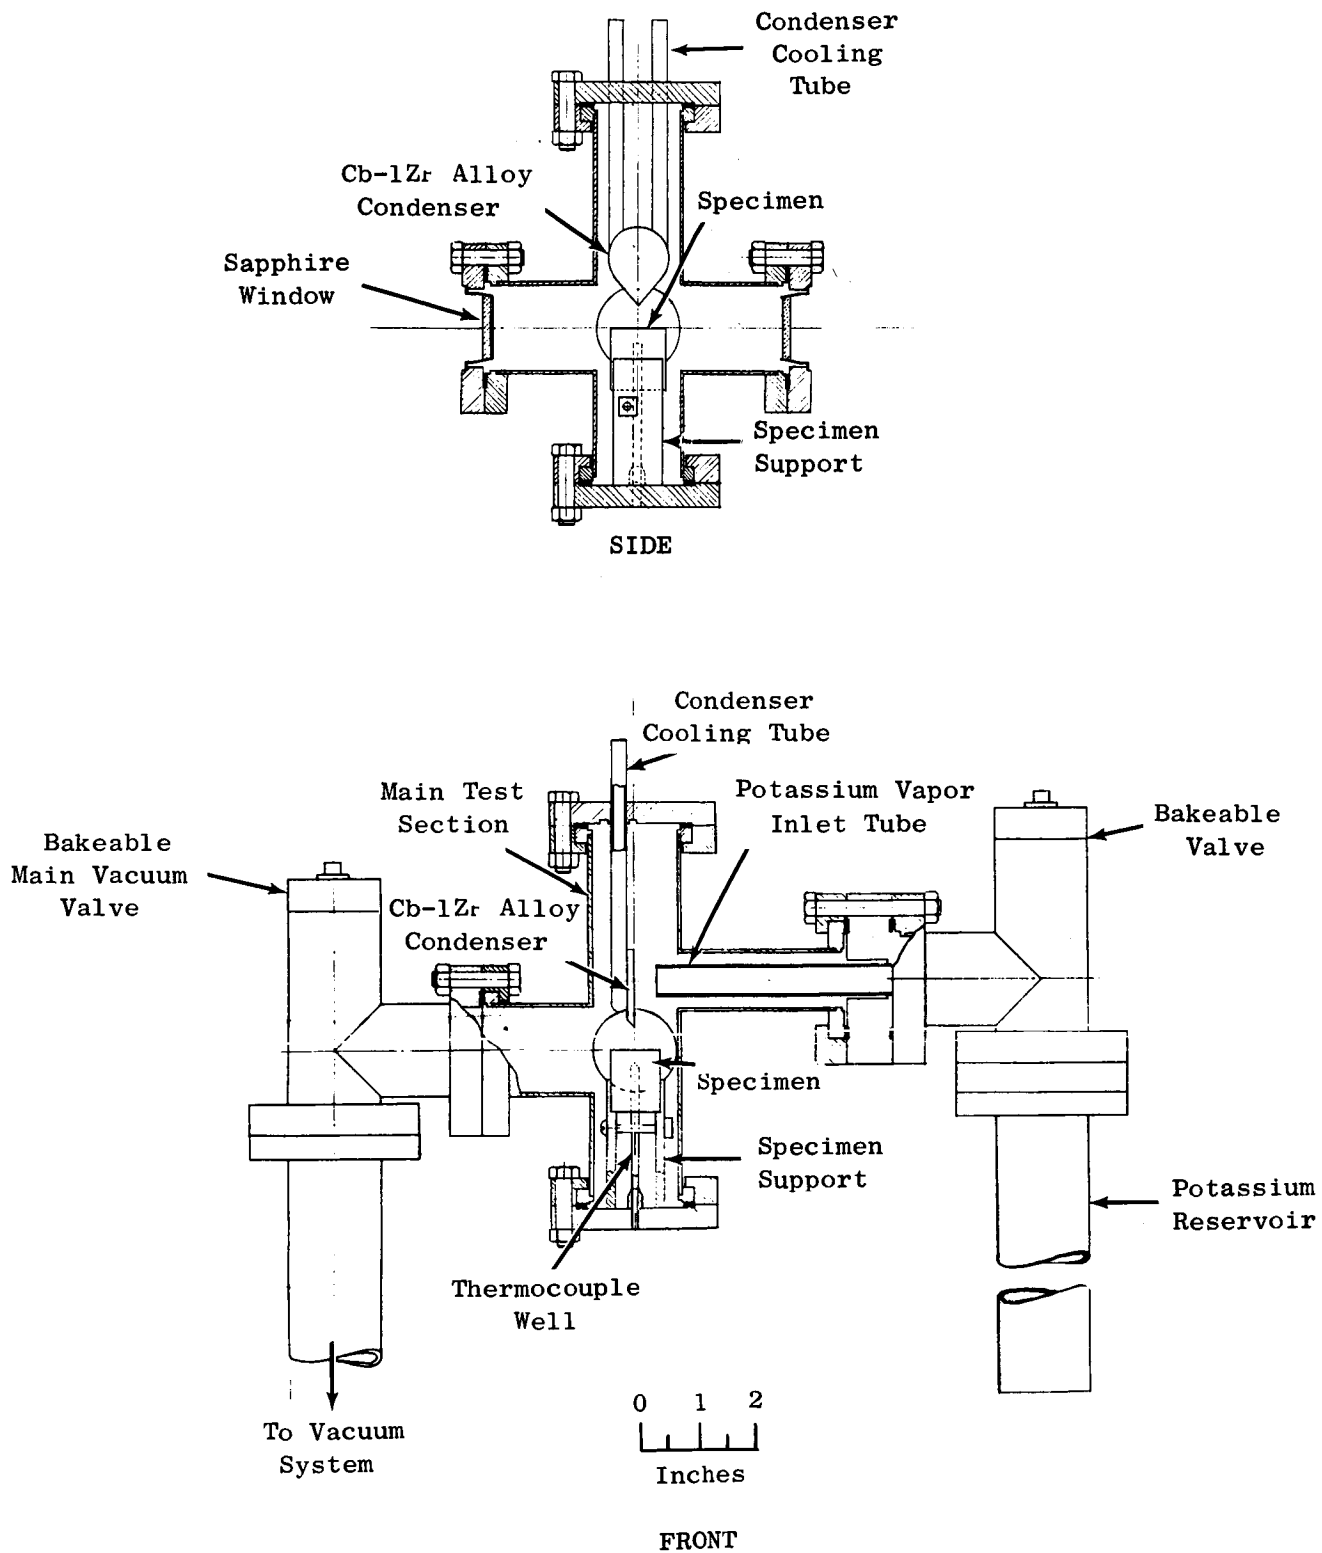 Condenser
Cooling
Tube
Cb-1Zr Alloy
Condenser
Specimen
Sapphire
Window
Specimen
Support
SIDE
Condenser
Cooling Tube
Main Test
Section
Potassium Vapor
Inlet Tube
Bakeable
Valve
Bakeable
Main Vacuum
Valve
Cb-1Zr Alloy
Condenser
Specimen
Specimen
Support
Potassium
Reservoir
Thermocouple
Well
To Vacuum
System
0 1 2
Inches
FRONT